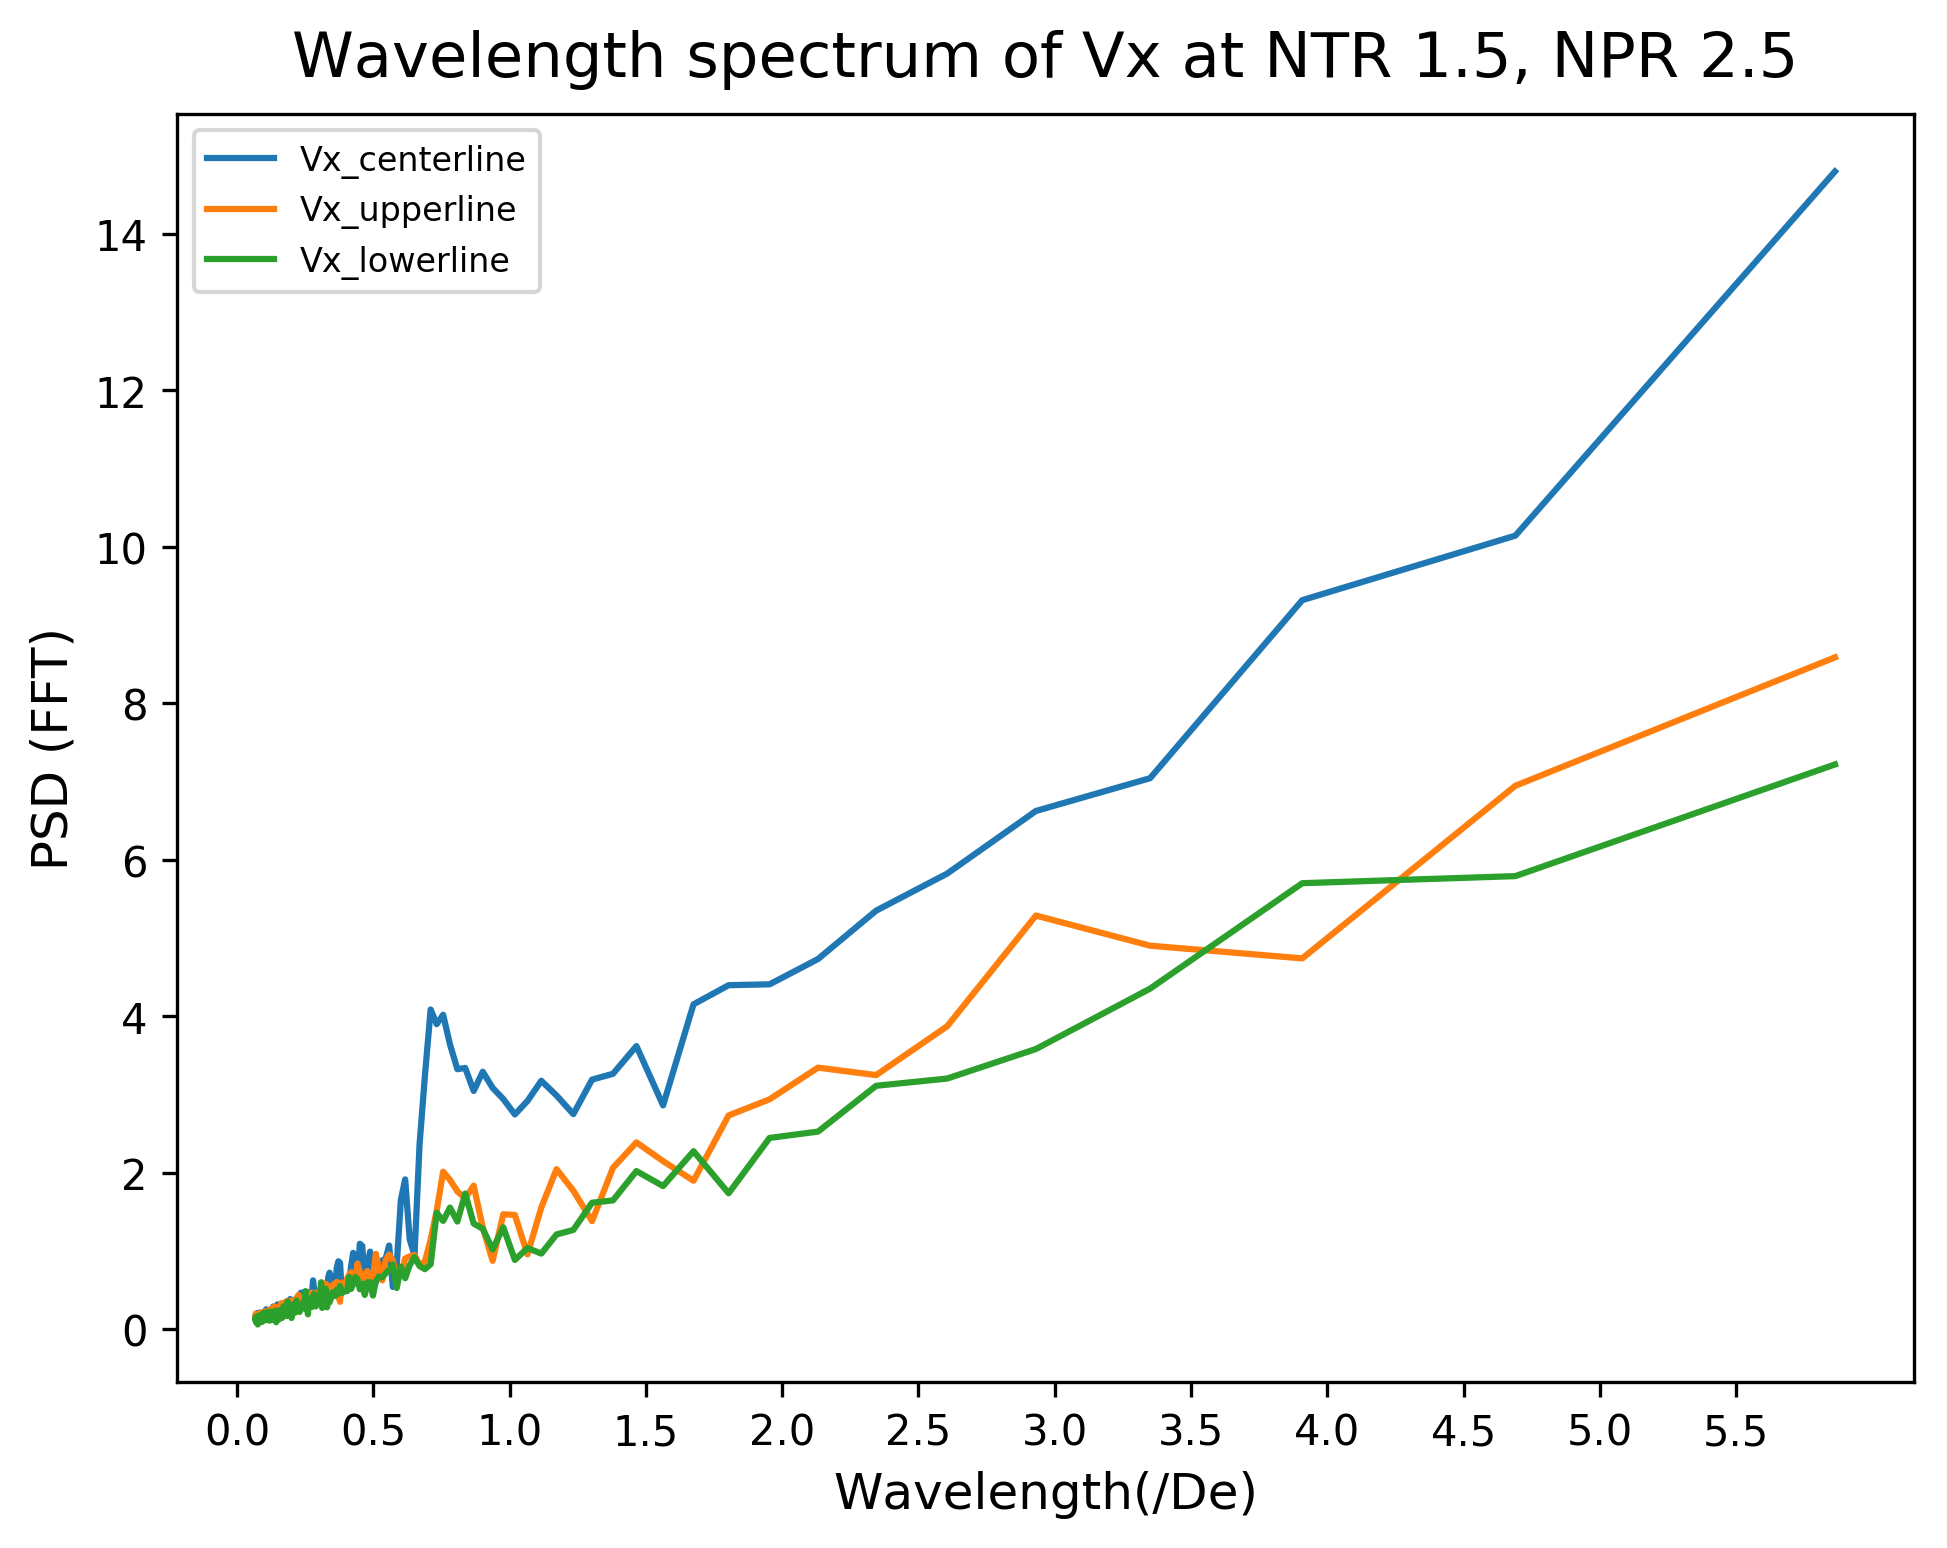 Wavelength spectrum of Vx at NTR 1.5, NPR 2.5
Vx_centerline
Vx_upperline
Vx_lowerline
PSD (FFT)
14
12
10
8
6
4
2
0
0.0 0.5 1.0 1.5 2.0 2.5 3.0 3.5 4.0 4.5 5.0 5.5
Wavelength(/De)